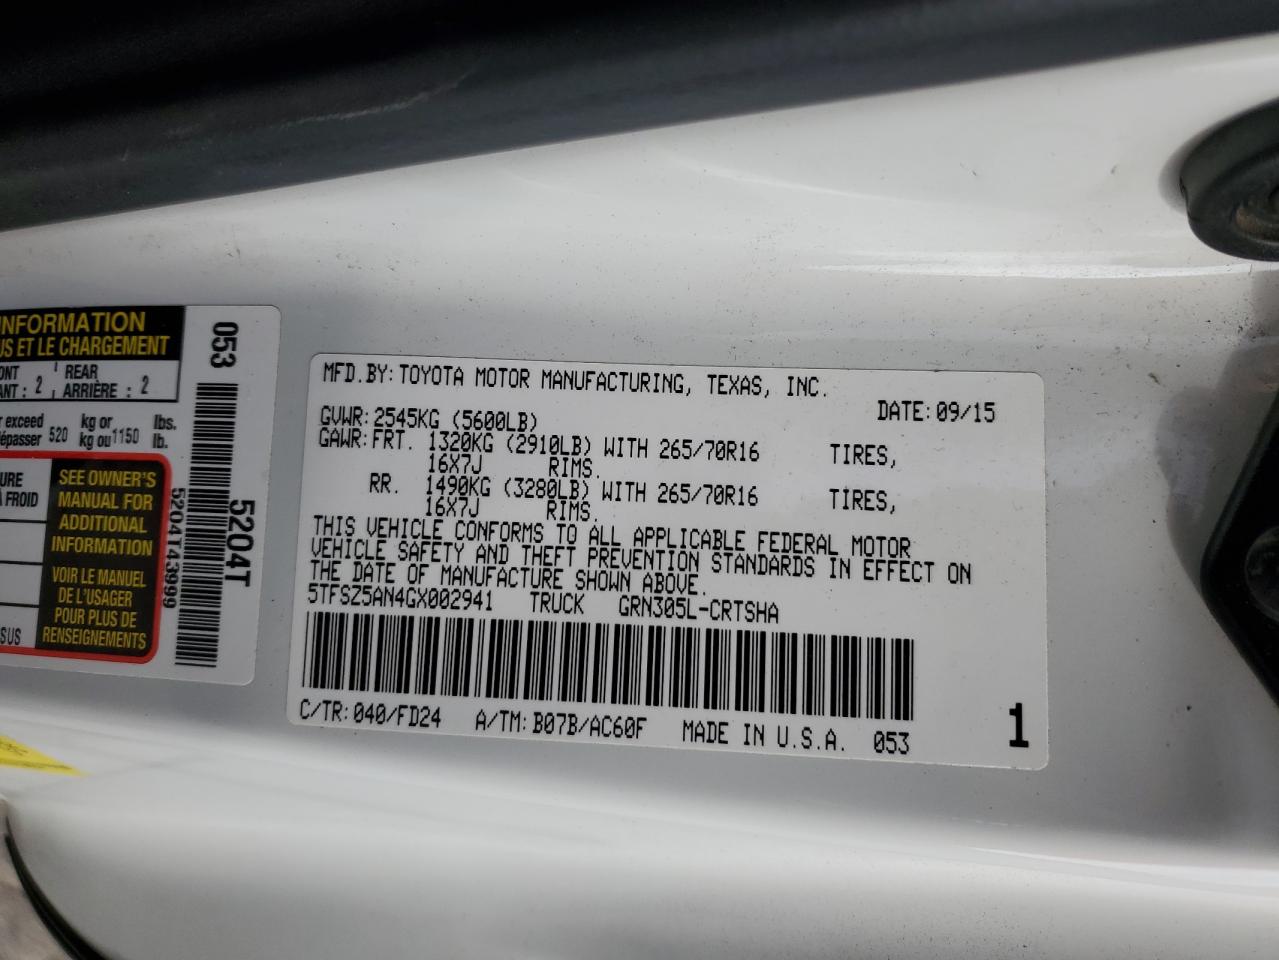 NFORMATION
US ET LE CHARGEMENT
REAR
ANT : 2 ARRIÈRE : 2
r exceed kg or lbs.
épasser 520 kg ou 1150 lb.
URE
À FROID
SUS
SEE OWNER'S
MANUAL FOR
ADDITIONAL
INFORMATION
VOIR LE MANUEL
DE L'USAGER
POUR PLUS DE
RENSEIGNEMENTS
053
5204T
5204143999
MFD.BY: TOYOTA MOTOR MANUFACTURING, TEXAS, INC.
DATE: 09/15
GVWR: 2545KG (5600LB)
GAWR: FRT. 1320KG (2910LB) WITH 265/70R16 TIRES,
16X7J RIMS.
RR. 1490KG (3280LB) WITH 265/70R16 TIRES,
16X7J RIMS.
THIS VEHICLE CONFORMS TO ALL APPLICABLE FEDERAL MOTOR
VEHICLE SAFETY AND THEFT PREVENTION STANDARDS IN EFFECT ON
THE DATE OF MANUFACTURE SHOWN ABOVE.
5TFSZ5AN4GX002941 TRUCK GRN305L-CRTSHA
C/TR: 040/FD24 A/TM: B07B/AC60F MADE IN U.S.A. 053
1